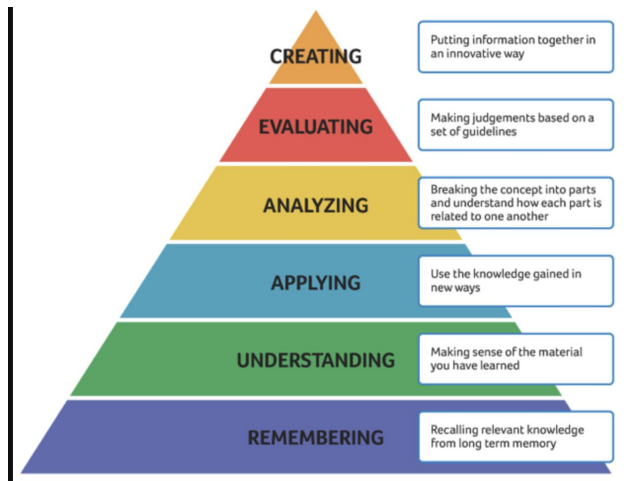 CREATING
Putting information together in
an innovative way
EVALUATING
Making judgements based on a
set of guidelines
ANALYZING
Breaking the concept into parts
and understand how each part is
related to one another
APPLYING
Use the knowledge gained in
new ways
UNDERSTANDING
Making sense of the material
you have learned
REMEMBERING
Recalling relevant knowledge
from long term memory